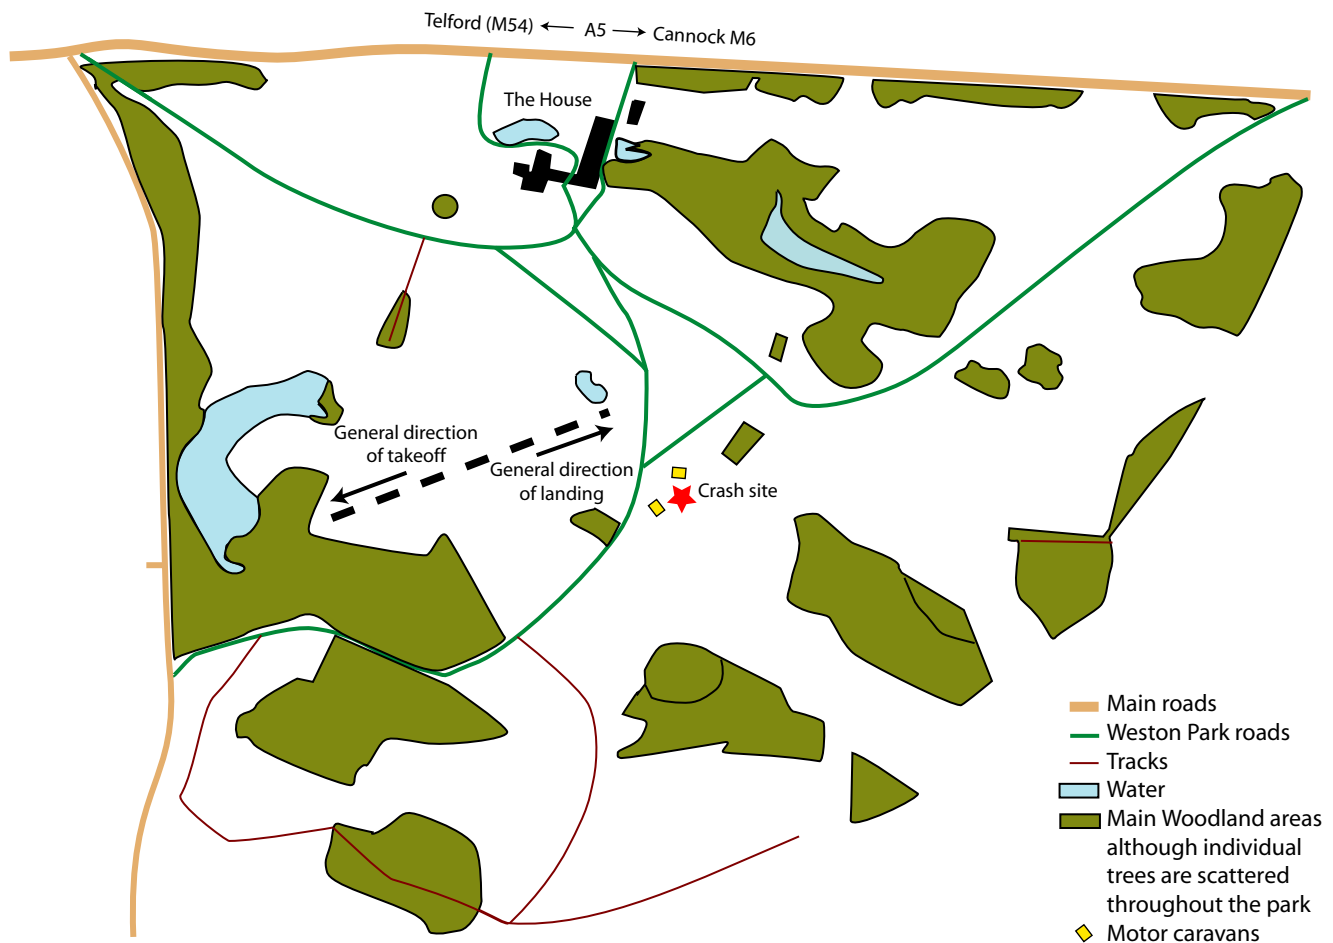 Telford (M54) A5 Cannock M6
The House
General direction
of takeoff
General direction
of landing
Crash site
Main roads
Weston Park roads
Tracks
Water
Main Woodland areas
although individual
trees are scattered
throughout the park
Motor caravans